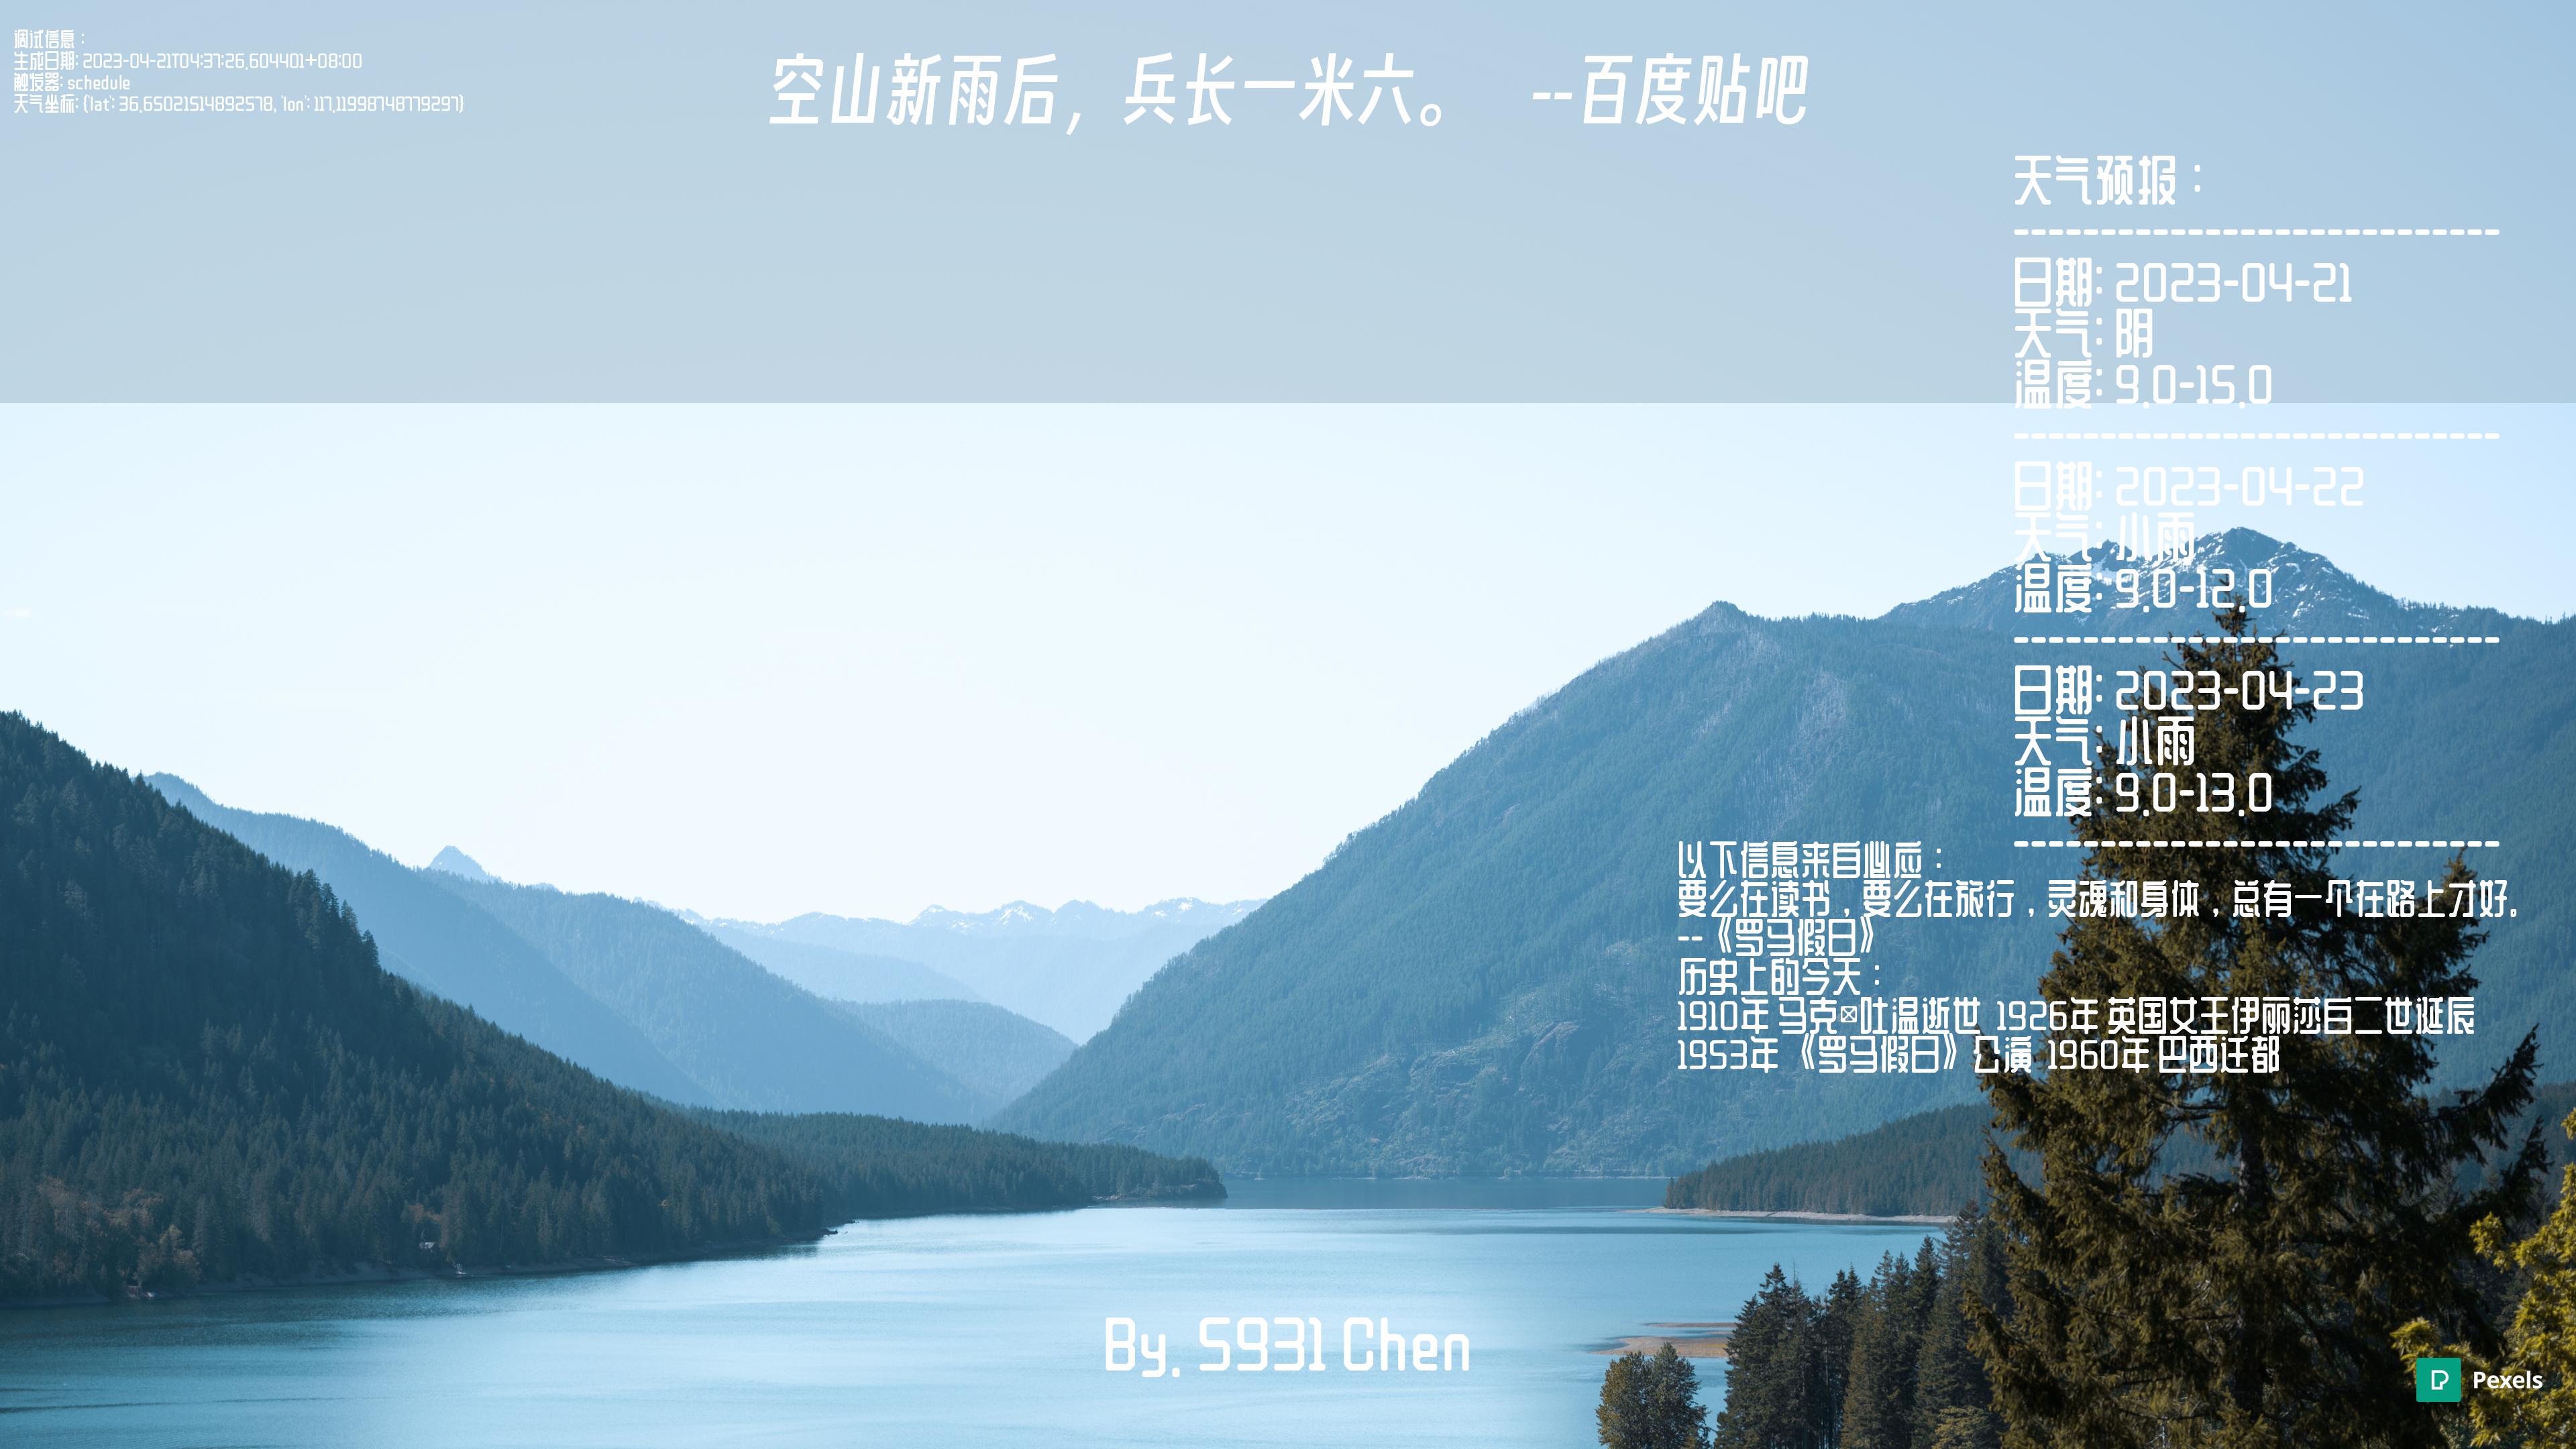 调试信息：
生成日期: 2023-04-21T04:37:26.604401+08:00
触发器: schedule
天气坐标: {'lat': 36.65021514892578, 'lon': 117.11998748779297}
空山新雨后，兵长一米六。 --百度贴吧
天气预报：
----------------------------
日期: 2023-04-21
天气: 阴
温度: 9.0-15.0
----------------------------
日期: 2023-04-22
天气: 小雨
温度: 9.0-12.0
----------------------------
日期: 2023-04-23
天气: 小雨
温度: 9.0-13.0
----------------------------
以下信息来自必应：
要么在读书，要么在旅行，灵魂和身体，总有一个在路上才好。
--《罗马假日》
历史上的今天：
1910年 马克☒吐温逝世 1926年 英国女王伊丽莎白二世诞辰
1953年 《罗马假日》公演 1960年 巴西迁都
By. S931 Chen
Pexels